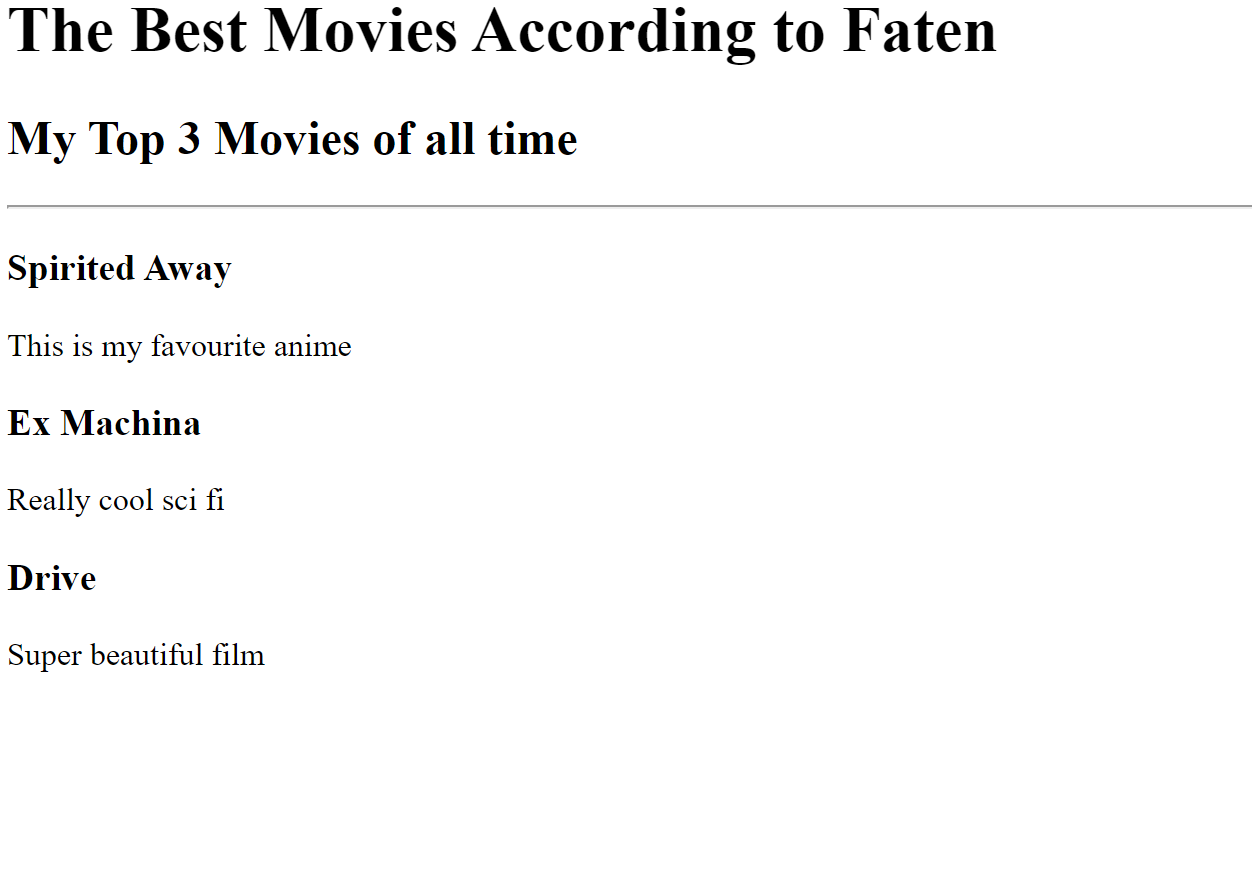 The Best Movies According to Faten
My Top 3 Movies of all time
Spirited Away
This is my favourite anime
Ex Machina
Really cool sci fi
Drive
Super beautiful film